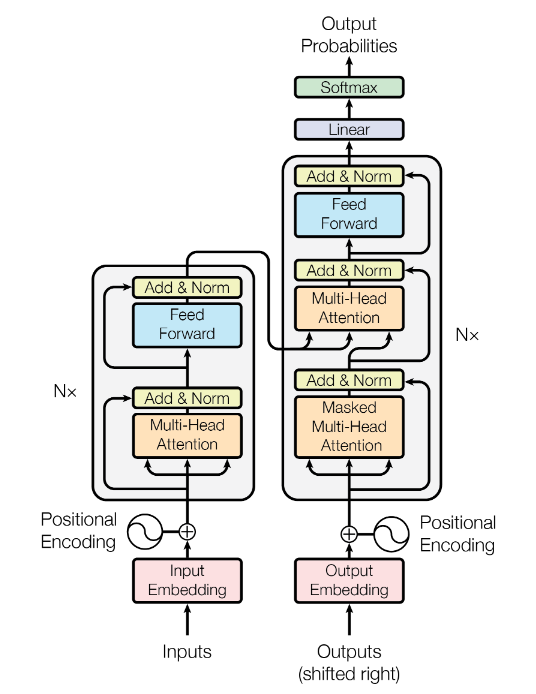 Output
Probabilities
Softmax
Linear
Add & Norm
Feed
Forward
Add & Norm
Multi-Head
Attention
Add & Norm
Masked
Multi-Head
Attention
N×
Add & Norm
Feed
Forward
Add & Norm
Multi-Head
Attention
N×
Positional
Encoding
Positional
Encoding
Input
Embedding
Output
Embedding
Inputs
Outputs
(shifted right)